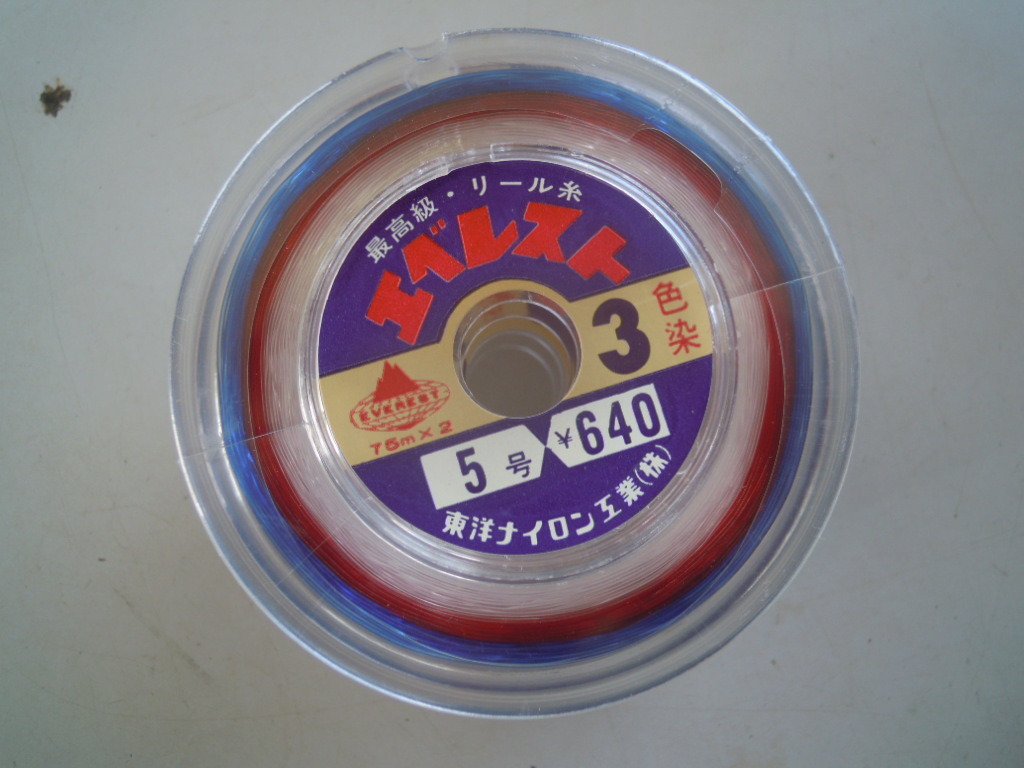 最高級・リール糸
エベレスト
3色染
EVEREST
75m×2
5号
¥640
東洋ナイロン工業(株)